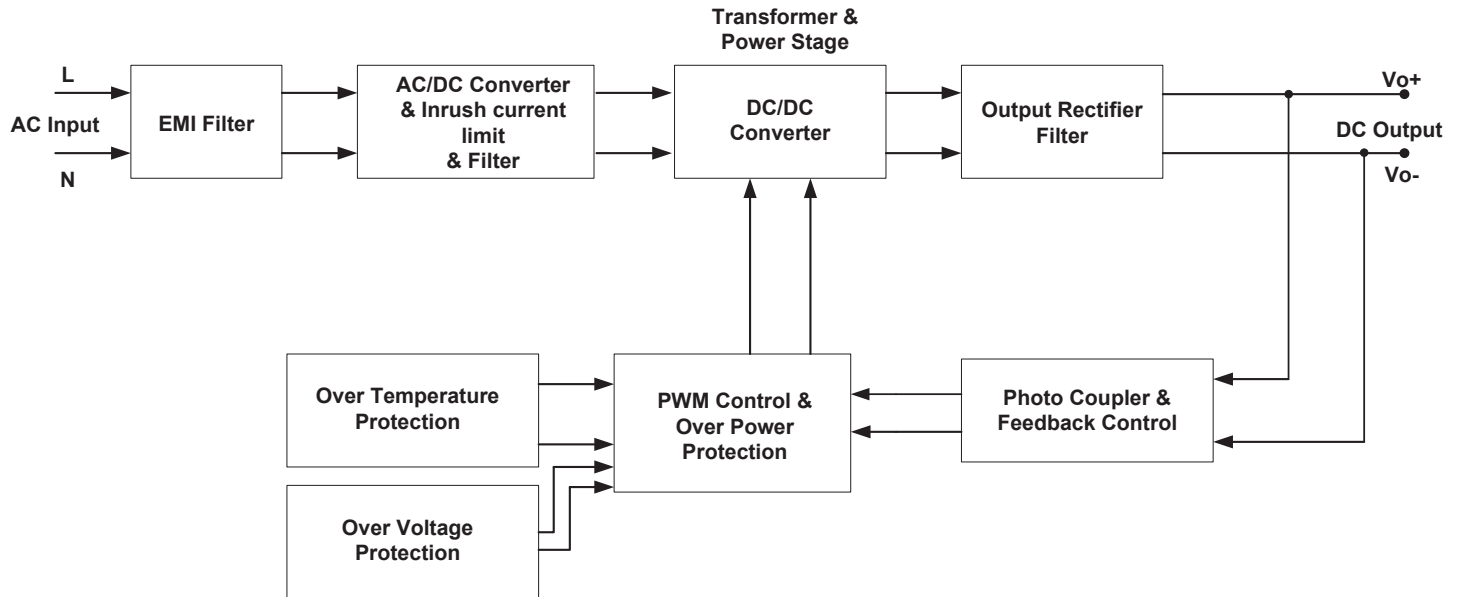 Transformer &
Power Stage
L
AC Input
N
EMI Filter
AC/DC Converter
& Inrush current
limit
& Filter
DC/DC
Converter
Output Rectifier
Filter
Vo+
DC Output
Vo-
Over Temperature
Protection
PWM Control &
Over Power
Protection
Photo Coupler &
Feedback Control
Over Voltage
Protection